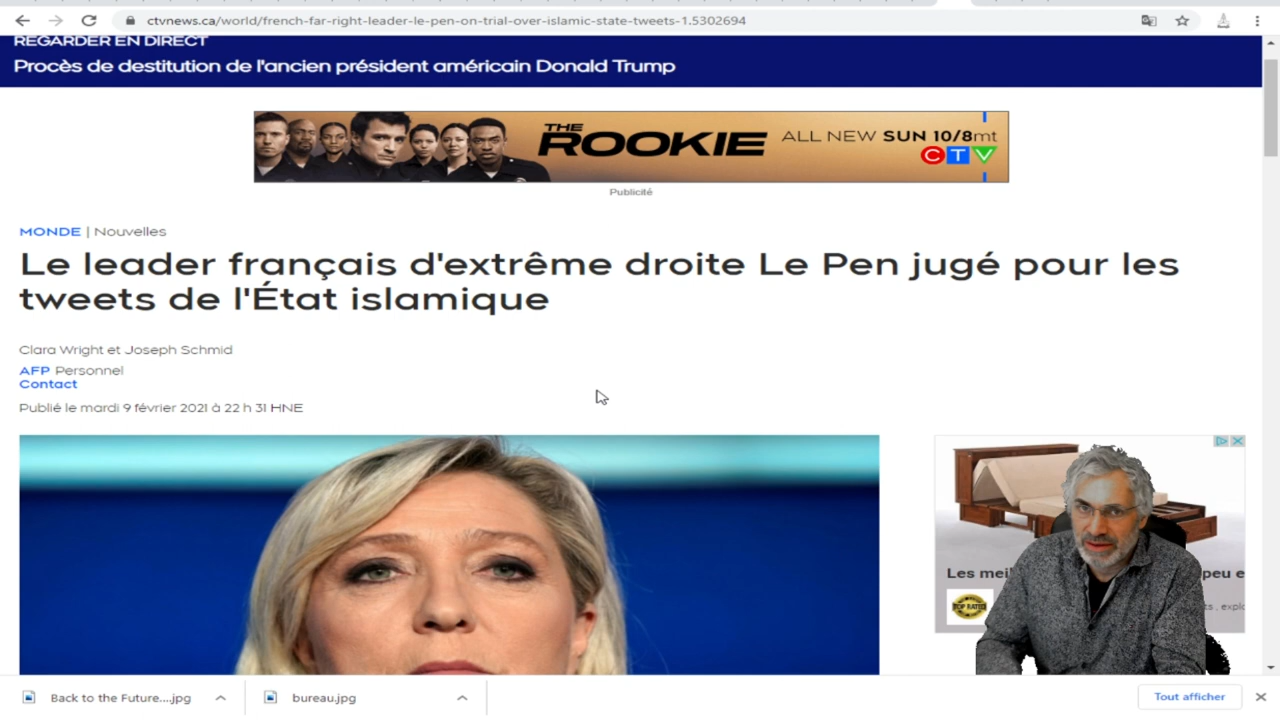 ctvnews.ca/world/french-far-right-leader-le-pen-on-trial-over-islamic-state-tweets-1.5302694
REGARDER EN DIRECT
Procès de destitution de l'ancien président américain Donald Trump
THE
ROOKIE
ALL NEW SUN 10/8mt
CTV
Publicité
MONDE | Nouvelles
Le leader français d'extrême droite Le Pen jugé pour les
tweets de l'État islamique
Clara Wright et Joseph Schmid
AFP Personnel
Contact
Publié le mardi 9 février 2021 à 22 h 31 HNE
Les
peu e
TOP RATED
Back to the Future....jpg
bureau.jpg
Tout afficher